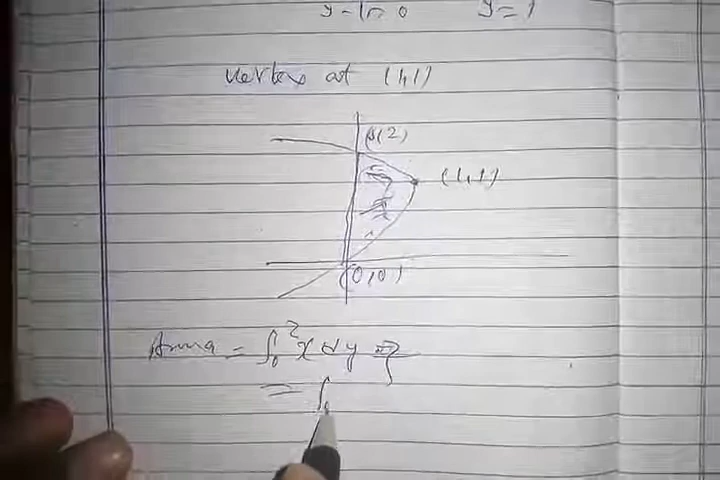 y-1=0 y=1
vertex at (1,1)
(0,2)
(1,1)
(0,0)
Area = ∫₀² x dy ⇒
= ∫₀